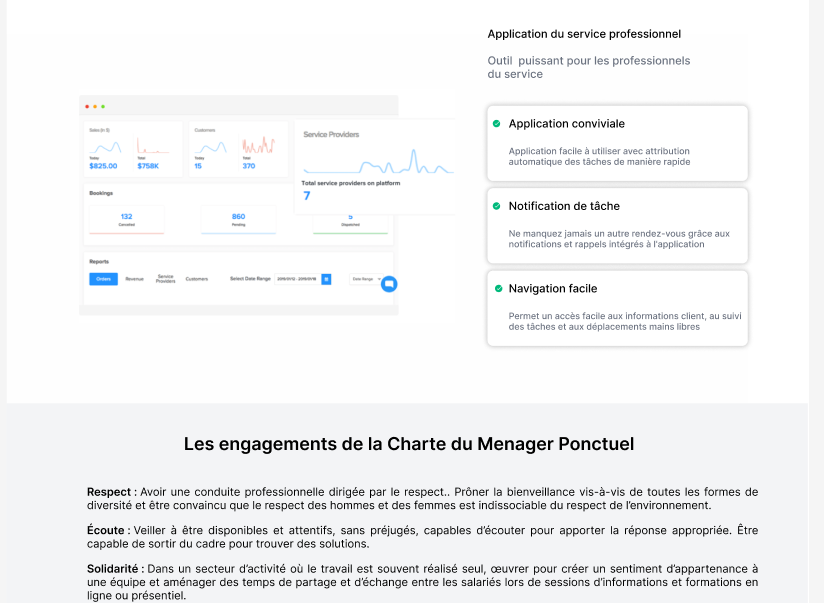 Application du service professionnel
Outil puissant pour les professionnels
du service
Sales (in $)
Today
$825.00
Total
$758K
Customers
Today
15
Total
370
Service Providers
Total service providers on platform
7
Bookings
132
Cancelled
860
Pending
5
Dispatched
Reports
Orders
Revenue
Service
Providers
Customers
Select Date Range
Date Range
Application conviviale
Application facile à utiliser avec attribution
automatique des tâches de manière rapide
Notification de tâche
Ne manquez jamais un autre rendez-vous grâce aux
notifications et rappels intégrés à l'application
Navigation facile
Permet un accès facile aux informations client, au suivi
des tâches et aux déplacements mains libres
Les engagements de la Charte du Menager Ponctuel
Respect : Avoir une conduite professionnelle dirigée par le respect.. Prôner la bienveillance vis-à-vis de toutes les formes de
diversité et être convaincu que le respect des hommes et des femmes est indissociable du respect de l’environnement.
Écoute : Veiller à être disponibles et attentifs, sans préjugés, capables d’écouter pour apporter la réponse appropriée. Être
capable de sortir du cadre pour trouver des solutions.
Solidarité : Dans un secteur d’activité où le travail est souvent réalisé seul, œuvrer pour créer un sentiment d’appartenance à
une équipe et aménager des temps de partage et d’échange entre les salariés lors de sessions d’informations et formations en
ligne ou présentiel.